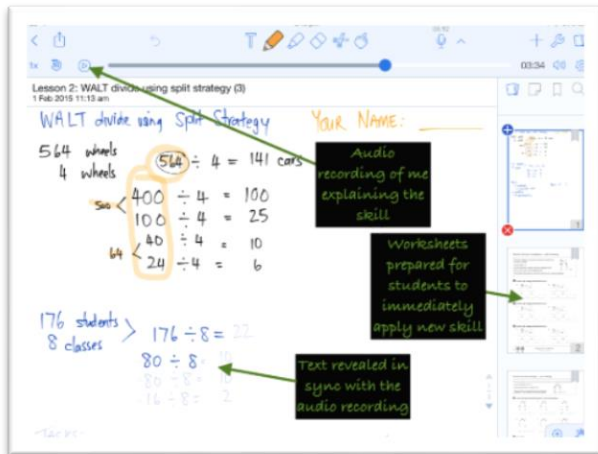 03:34
Lesson 2: WALT divide using split strategy (3)
1 Feb 2015 11:13 am
WALT divide using Split Strategy
YOUR NAME:
564 wheels
4 wheels
564 ÷ 4 = 141 cars
500
400 ÷ 4 = 100
100 ÷ 4 = 25
64
40 ÷ 4 = 10
24 ÷ 4 = 6
176 students
8 classes
176 ÷ 8 = 22
80 ÷ 8 = 10
80 ÷ 8 = 10
16 ÷ 8 = 2
Audio
recording of me
explaining the
skill
Worksheets
prepared for
students to
immediately
apply new skill
Text revealed in
sync with the
audio recording